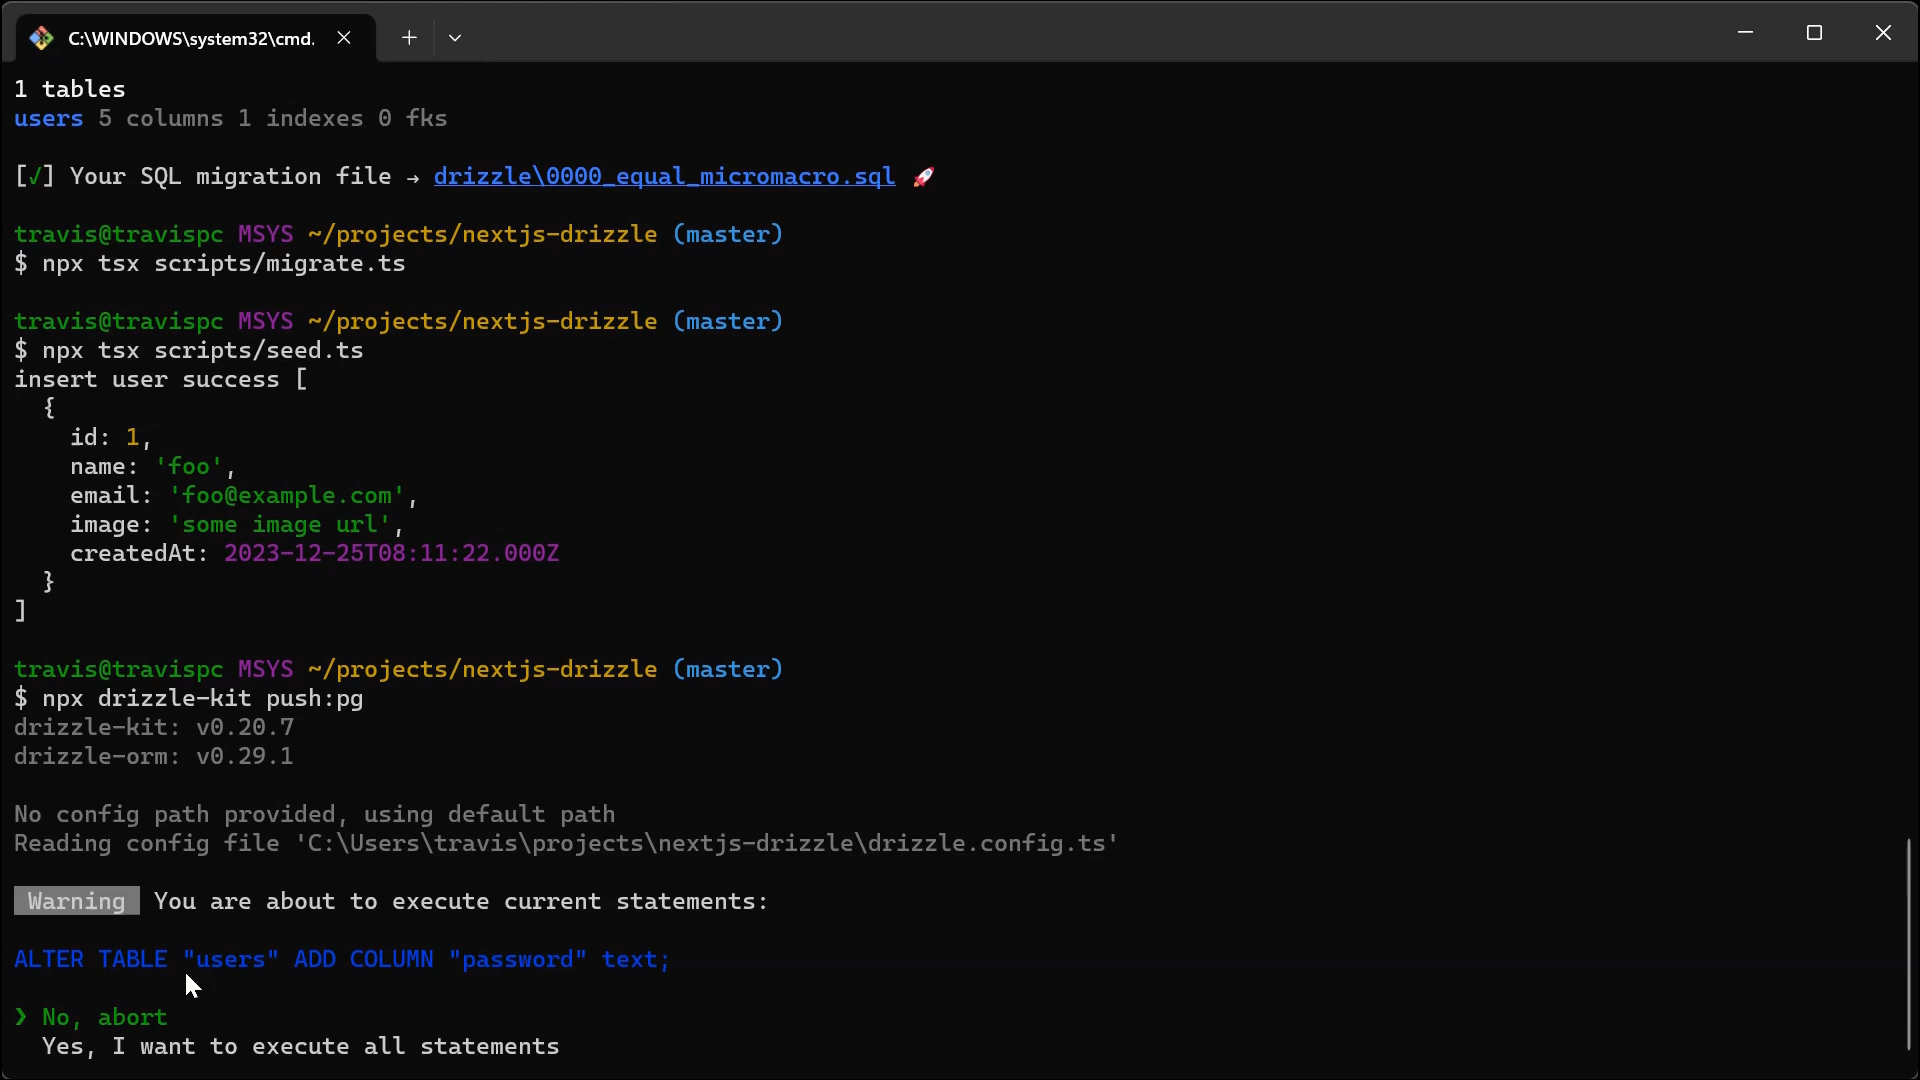 C:\WINDOWS\system32\cmd.
1 tables
users 5 columns 1 indexes 0 fks
[√] Your SQL migration file → drizzle\0000_equal_micromacro.sql 🚀
travis@travispc MSYS ~/projects/nextjs-drizzle (master)
$ npx tsx scripts/migrate.ts
travis@travispc MSYS ~/projects/nextjs-drizzle (master)
$ npx tsx scripts/seed.ts
insert user success [
  {
    id: 1,
    name: 'foo',
    email: 'foo@example.com',
    image: 'some image url',
    createdAt: 2023-12-25T08:11:22.000Z
  }
]
travis@travispc MSYS ~/projects/nextjs-drizzle (master)
$ npx drizzle-kit push:pg
drizzle-kit: v0.20.7
drizzle-orm: v0.29.1
No config path provided, using default path
Reading config file 'C:\Users\travis\projects\nextjs-drizzle\drizzle.config.ts'
Warning You are about to execute current statements:
ALTER TABLE "users" ADD COLUMN "password" text;
❯ No, abort
  Yes, I want to execute all statements